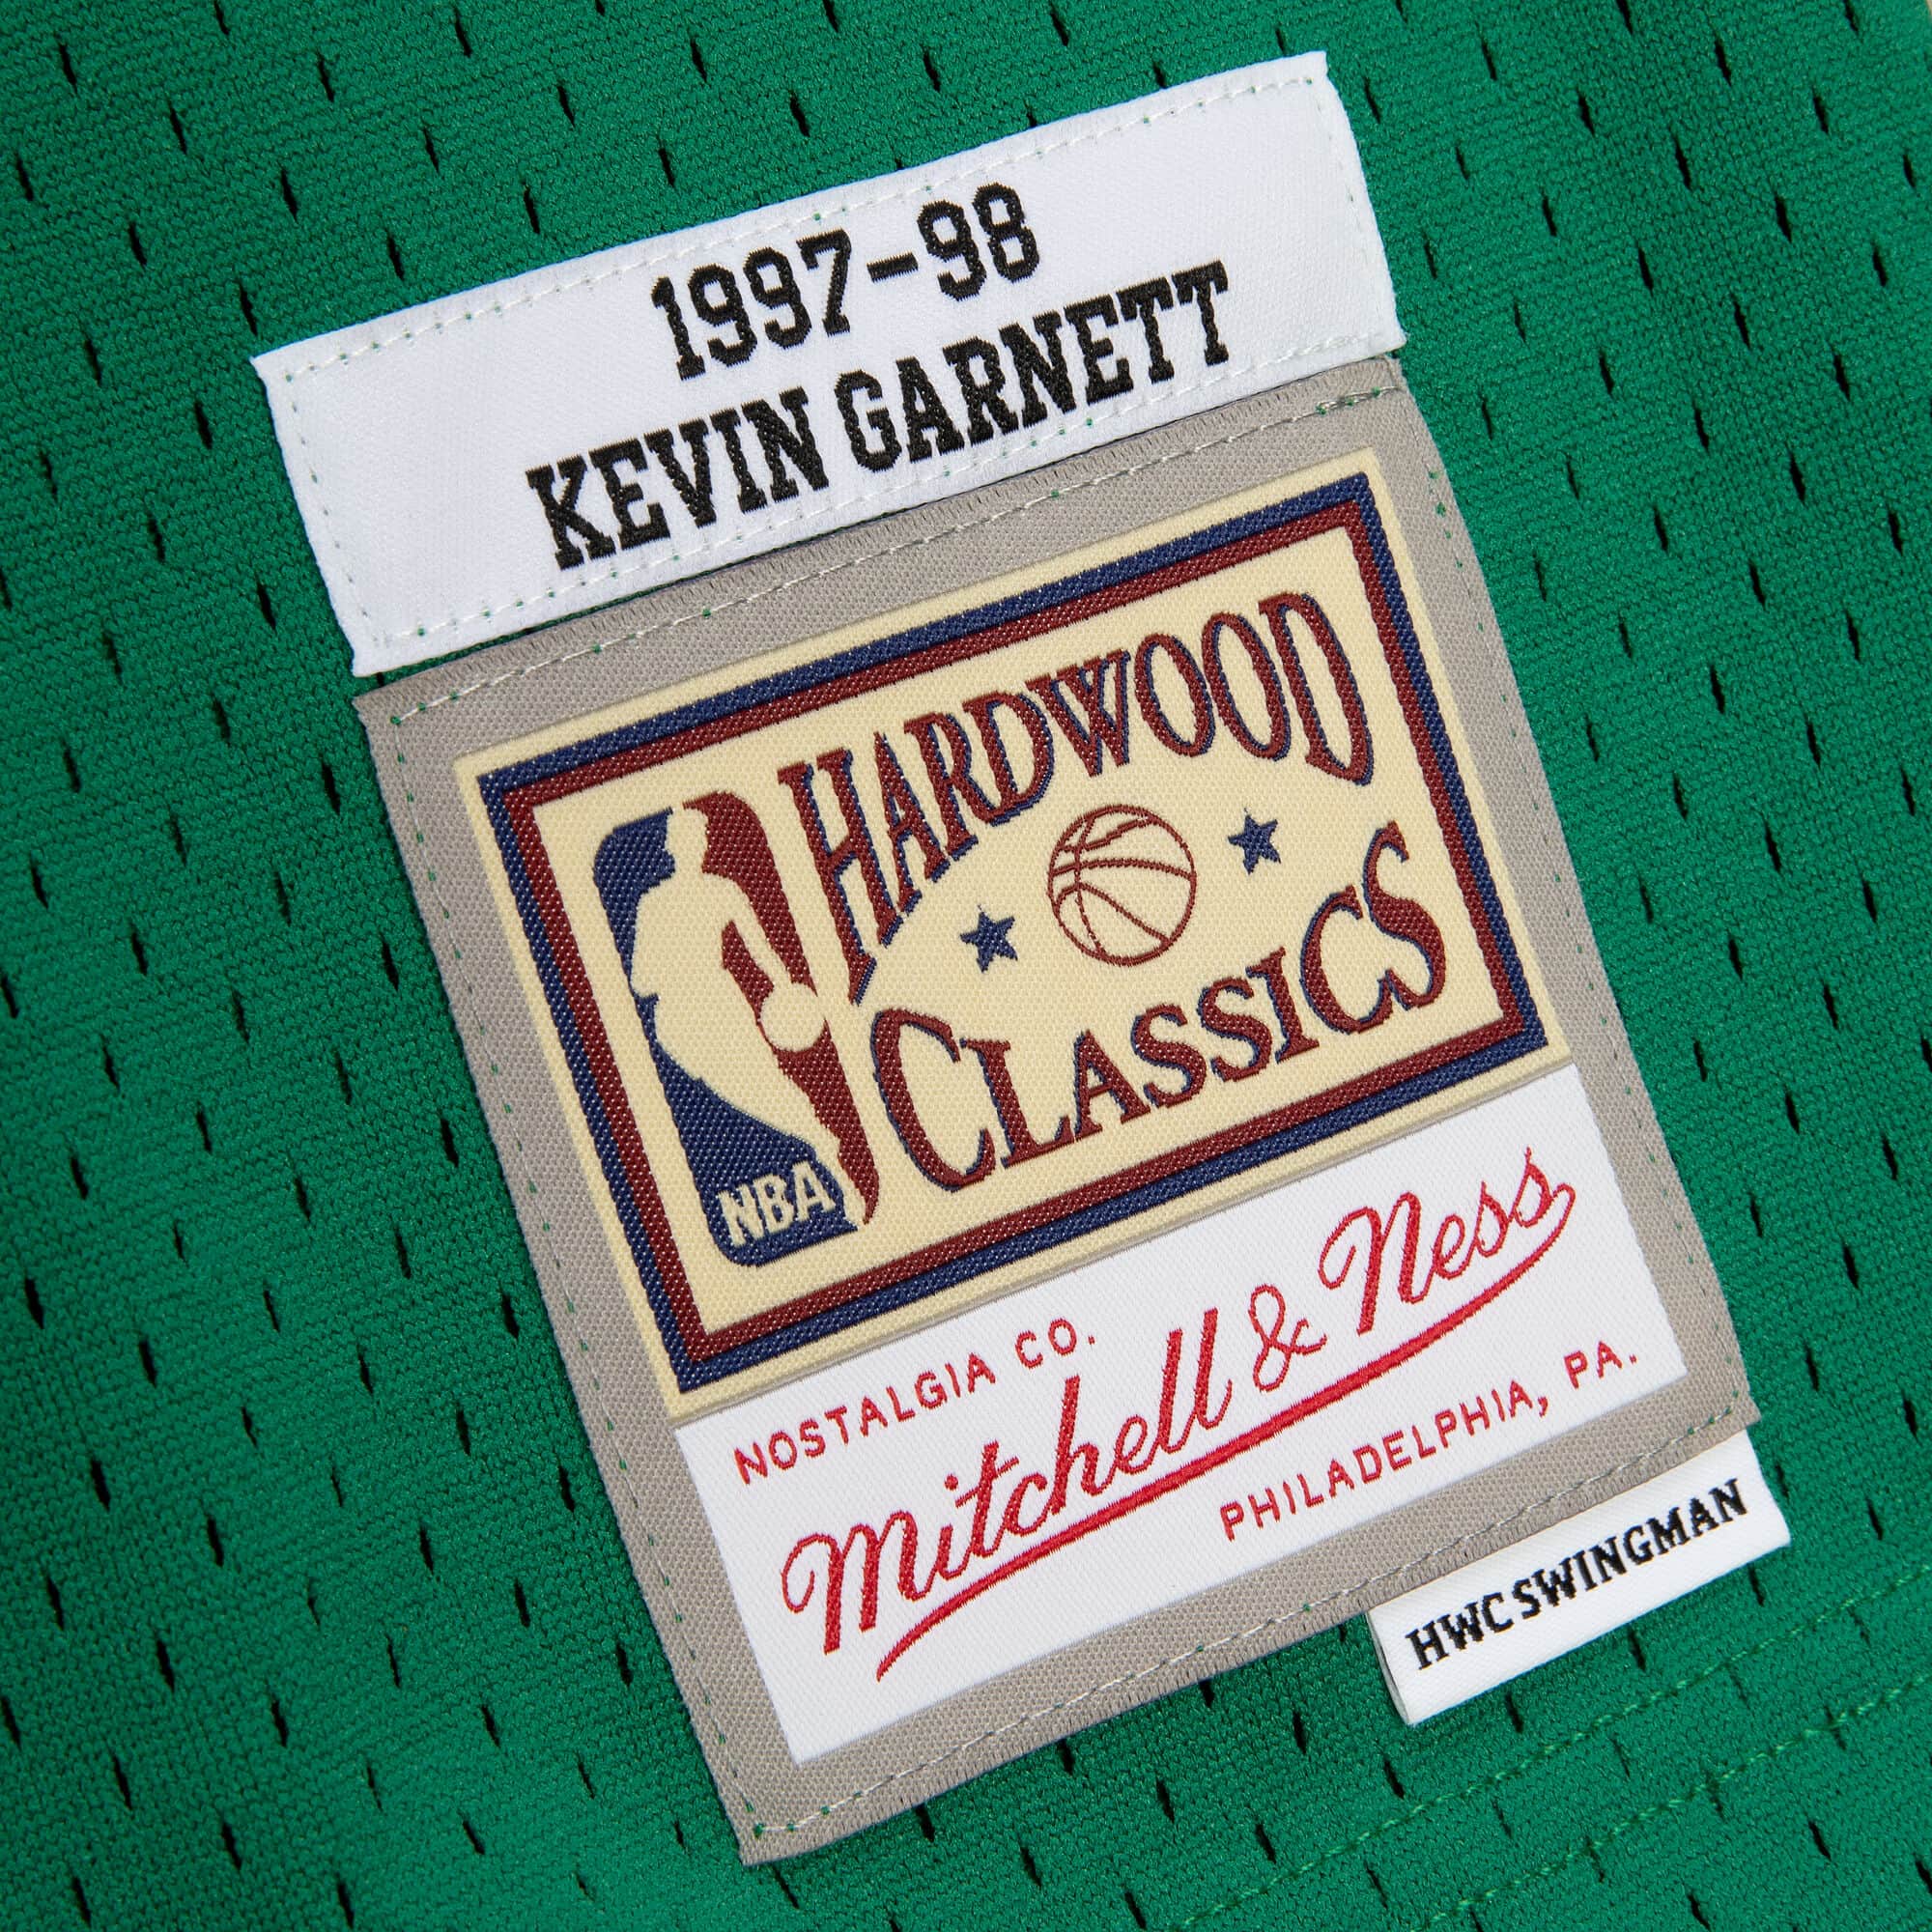 1997-98
KEVIN GARNETT
HARDWOOD
CLASSICS
NBA
NOSTALGIA CO.
Mitchell & Ness
PHILADELPHIA, PA.
HWC SWINGMAN